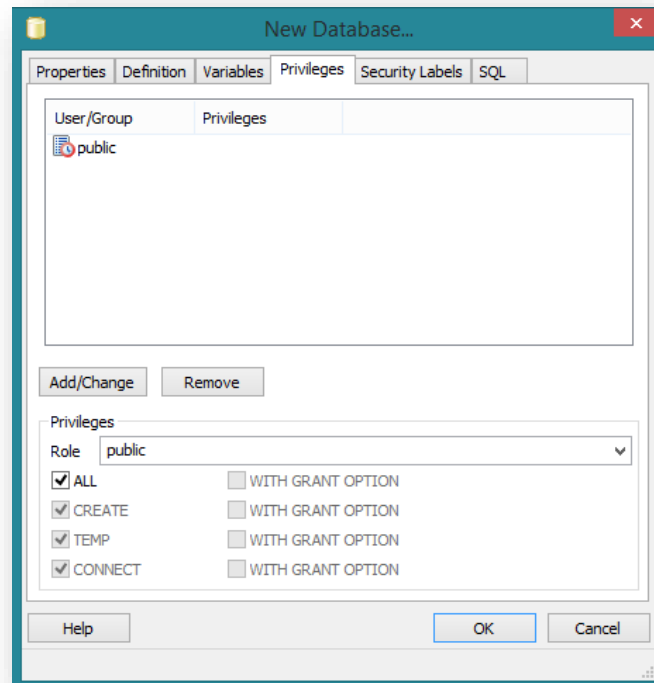 New Database...
Properties Definition Variables Privileges Security Labels SQL
User/Group Privileges
public
Add/Change Remove
Privileges
Role public
ALL WITH GRANT OPTION
CREATE WITH GRANT OPTION
TEMP WITH GRANT OPTION
CONNECT WITH GRANT OPTION
Help OK Cancel